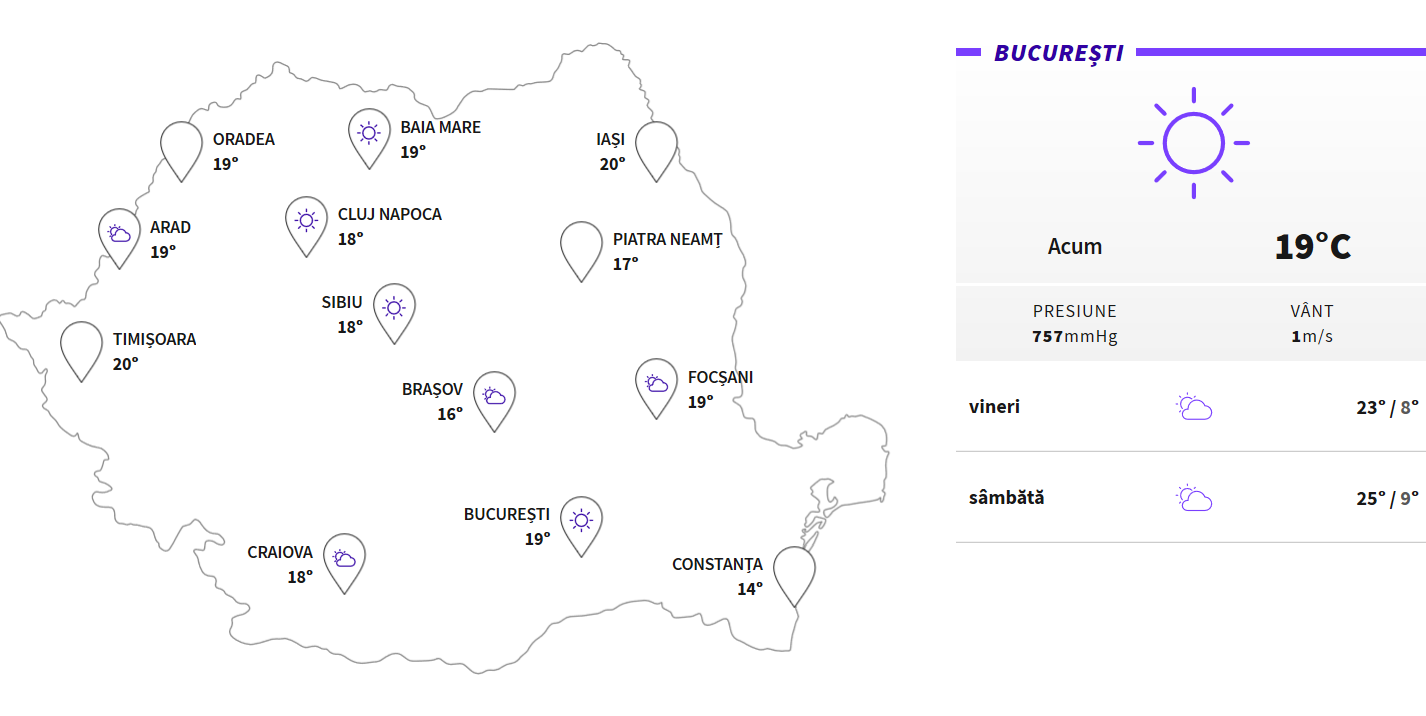 BUCUREȘTI
ORADEA
19°
BAIA MARE
19°
IAȘI
20°
ARAD
19°
CLUJ NAPOCA
18°
PIATRA NEAMȚ
17°
SIBIU
18°
TIMIȘOARA
20°
BRAȘOV
16°
FOCȘANI
19°
BUCUREȘTI
19°
CRAIOVA
18°
CONSTANȚA
14°
Acum 19°C
PRESIUNE VÂNT
757mmHg 1m/s
vineri 23° / 8°
sâmbătă 25° / 9°